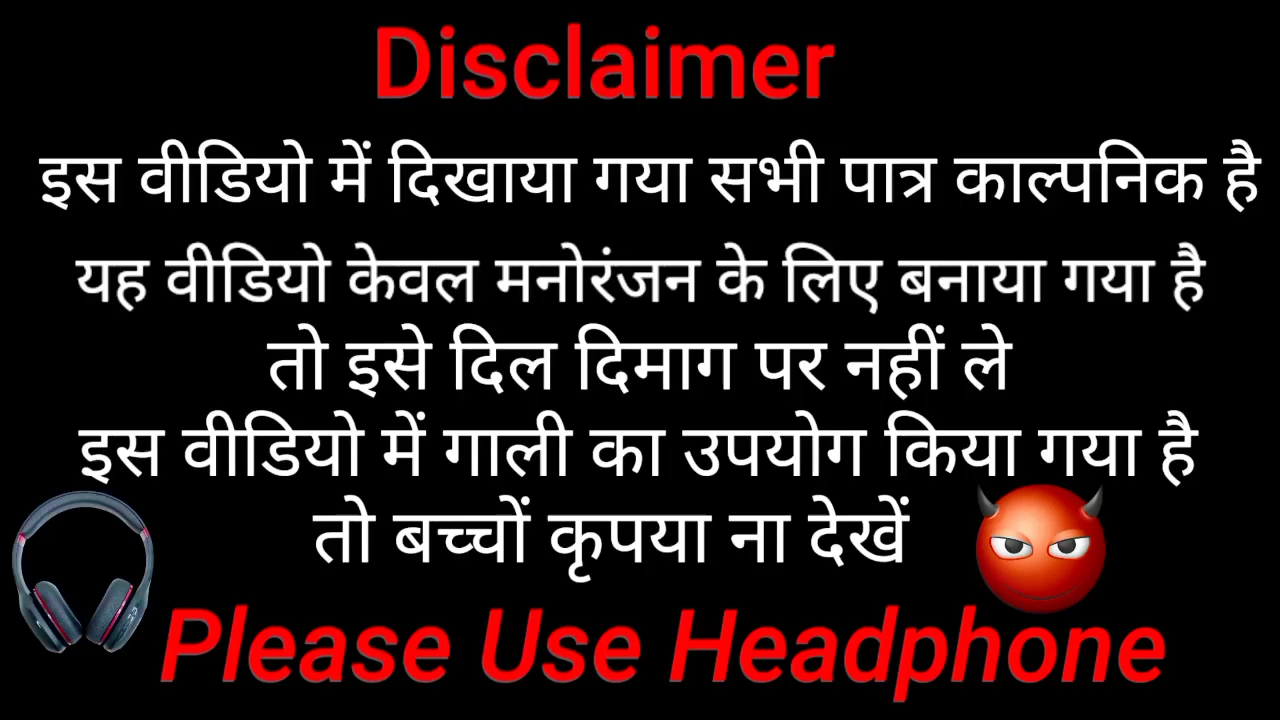 Disclaimer
इस वीडियो में दिखाया गया सभी पात्र काल्पनिक है
यह वीडियो केवल मनोरंजन के लिए बनाया गया है
तो इसे दिल दिमाग पर नहीं ले
इस वीडियो में गाली का उपयोग किया गया है
तो बच्चों कृपया ना देखें
Please Use Headphone